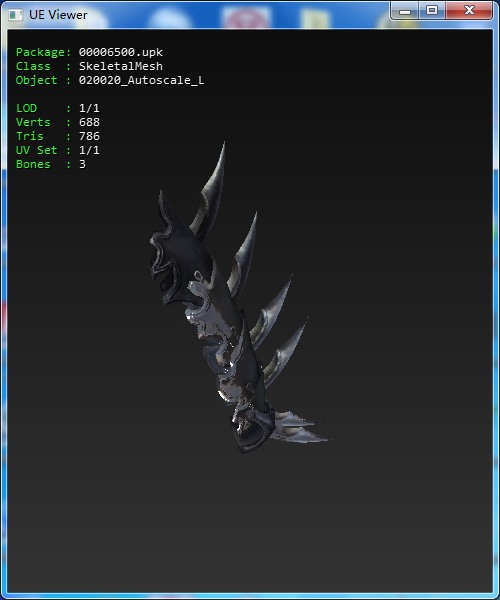 UE Viewer
Package: 00006500.upk
Class : SkeletalMesh
Object : 020020_Autoscale_L
LOD : 1/1
Verts : 688
Tris : 786
UV Set : 1/1
Bones : 3